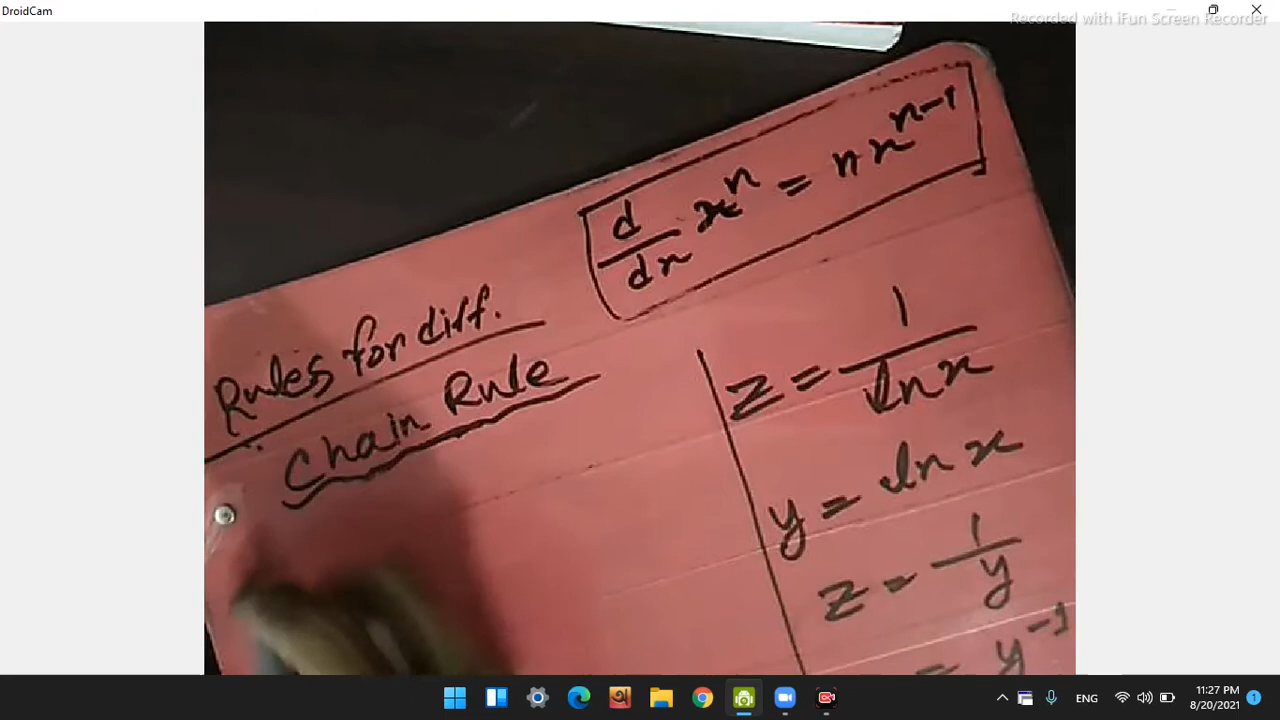 DroidCam
Recorded with iFun Screen Recorder
d/dx x^n = n x^{n-1}
Rules for diff.
Chain Rule
z = 1/ln x
y = ln x
z = 1/y
= y^{-1}
ENG
11:27 PM
8/20/2021
1